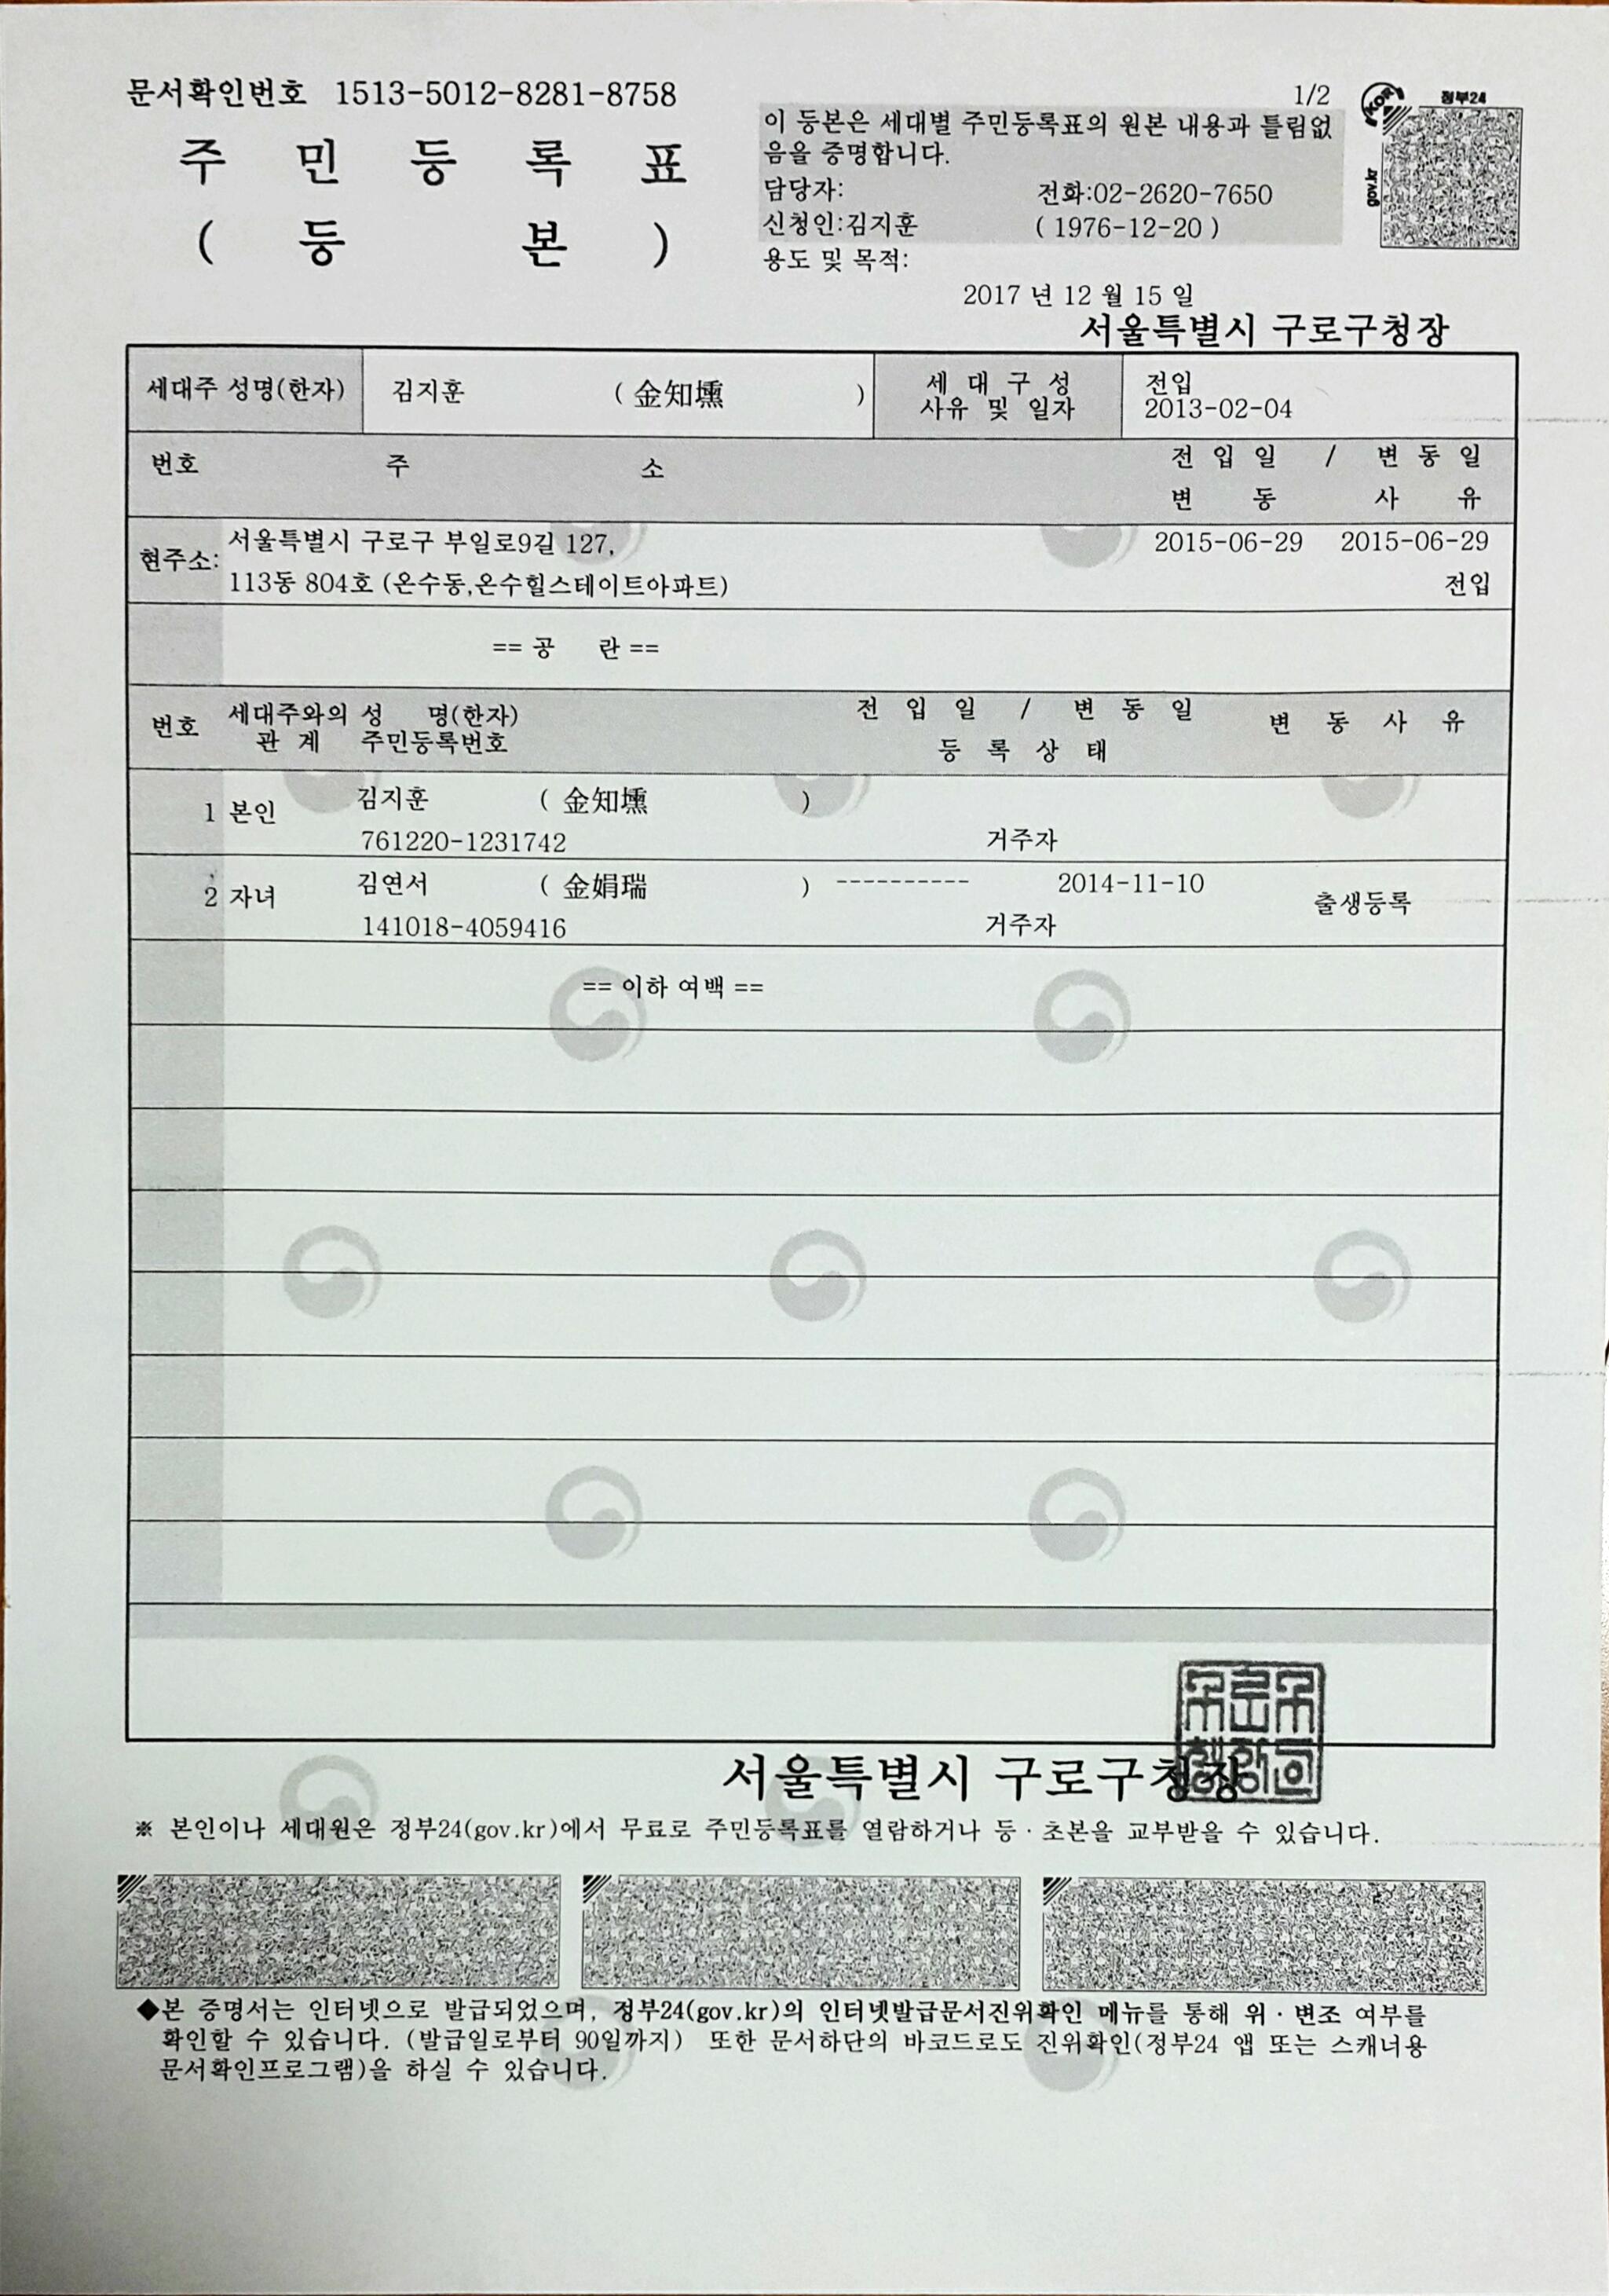 문서확인번호 1513-5012-8281-8758
1/2
주 민 등 록 표
( 등 본 )
이 등본은 세대별 주민등록표의 원본 내용과 틀림없
음을 증명합니다.
담당자: 전화:02-2620-7650
신청인:김지훈 ( 1976-12-20 )
용도 및 목적:
2017 년 12 월 15 일
서울특별시 구로구청장
정부24
gov.kr
세대주 성명(한자) 김지훈 ( 金知壎 ) 세 대 구 성 전입
사유 및 일자 2013-02-04
번호 주 소 전 입 일 / 변 동 일
변 동 사 유
현주소: 서울특별시 구로구 부일로9길 127, 2015-06-29 2015-06-29
113동 804호 (온수동,온수힐스테이트아파트) 전입
== 공 란 ==
번호 세대주와의 성 명(한자) 전 입 일 / 변 동 일 변 동 사 유
관 계 주민등록번호 등 록 상 태
1 본인 김지훈 ( 金知壎 )
761220-1231742 거주자
2 자녀 김연서 ( 金娟瑞 ) ---------- 2014-11-10 출생등록
141018-4059416 거주자
== 이하 여백 ==
서울특별시 구로구청장
※ 본인이나 세대원은 정부24(gov.kr)에서 무료로 주민등록표를 열람하거나 등·초본을 교부받을 수 있습니다.
◆본 증명서는 인터넷으로 발급되었으며, 정부24(gov.kr)의 인터넷발급문서진위확인 메뉴를 통해 위·변조 여부를
확인할 수 있습니다. (발급일로부터 90일까지) 또한 문서하단의 바코드로도 진위확인(정부24 앱 또는 스캐너용
문서확인프로그램)을 하실 수 있습니다.